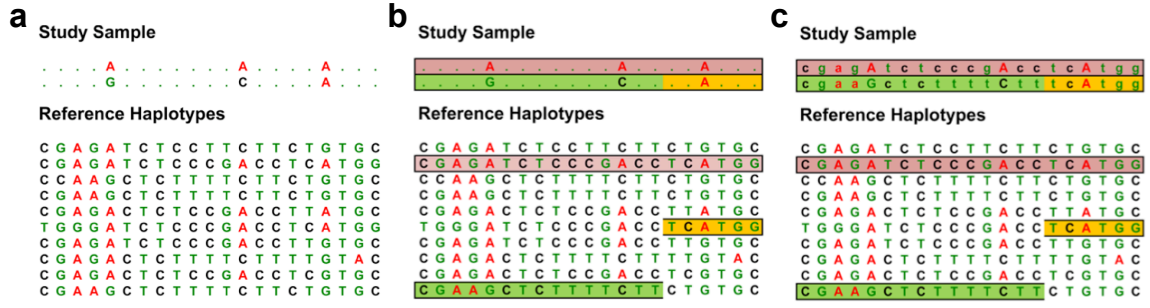 a
Study Sample
. . . . A . . . . . . . A . . . . A . . .
. . . . G . . . . . . . C . . . . A . . .
Reference Haplotypes
C G A G A T C T C C T T C T T C T G T G C
C G A G A T C T C C C G A C C T C A T G G
C C A A G C T C T T T T C T T C T G T G C
C G A A G C T C T T T T C T T C T G T G C
C G A G A C T C T C C G A C C T T A T G C
T G G G A T C T C C C G A C C T C A T G G
C G A G A T C T C C C G A C C T T G T G C
C G A G A C T C T T T T C T T T T G T A C
C G A G A C T C T C C G A C C T C G T G C
C G A A G C T C T T T T C T T C T G T G C
b
Study Sample
. . . . A . . . . . . . A . . . . A . . .
. . . . G . . . . . . . C . . . . A . . .
Reference Haplotypes
C G A G A T C T C C T T C T T C T G T G C
C G A G A T C T C C C G A C C T C A T G G
C C A A G C T C T T T T C T T C T G T G C
C G A A G C T C T T T T C T T C T G T G C
C G A G A C T C T C C G A C C T T A T G C
T G G G A T C T C C C G A C C T C A T G G
C G A G A T C T C C C G A C C T T G T G C
C G A G A C T C T T T T C T T T T G T A C
C G A G A C T C T C C G A C C T C G T G C
C G A A G C T C T T T T C T T C T G T G C
c
Study Sample
c g a g A t c t c c c g A c c t c A t g g
c g a a G c t c t t t t C t t t c A t g g
Reference Haplotypes
C G A G A T C T C C T T C T T C T G T G C
C G A G A T C T C C C G A C C T C A T G G
C C A A G C T C T T T T C T T C T G T G C
C G A A G C T C T T T T C T T C T G T G C
C G A G A C T C T C C G A C C T T A T G C
T G G G A T C T C C C G A C C T C A T G G
C G A G A T C T C C C G A C C T T G T G C
C G A G A C T C T T T T C T T T T G T A C
C G A G A C T C T C C G A C C T C G T G C
C G A A G C T C T T T T C T T C T G T G C